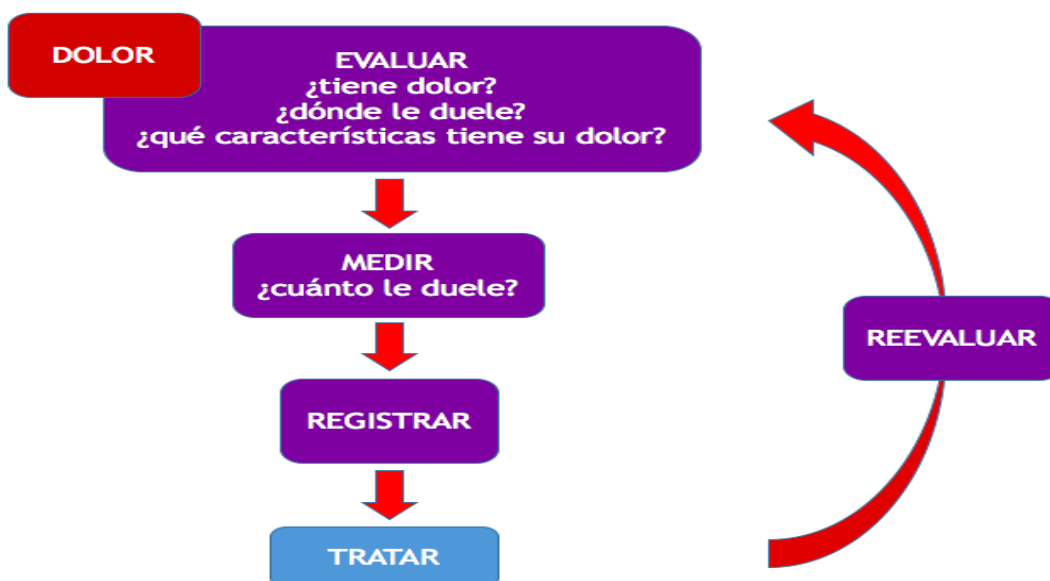 DOLOR
EVALUAR
¿tiene dolor?
¿dónde le duele?
¿qué características tiene su dolor?
MEDIR
¿cuánto le duele?
REGISTRAR
TRATAR
REEVALUAR